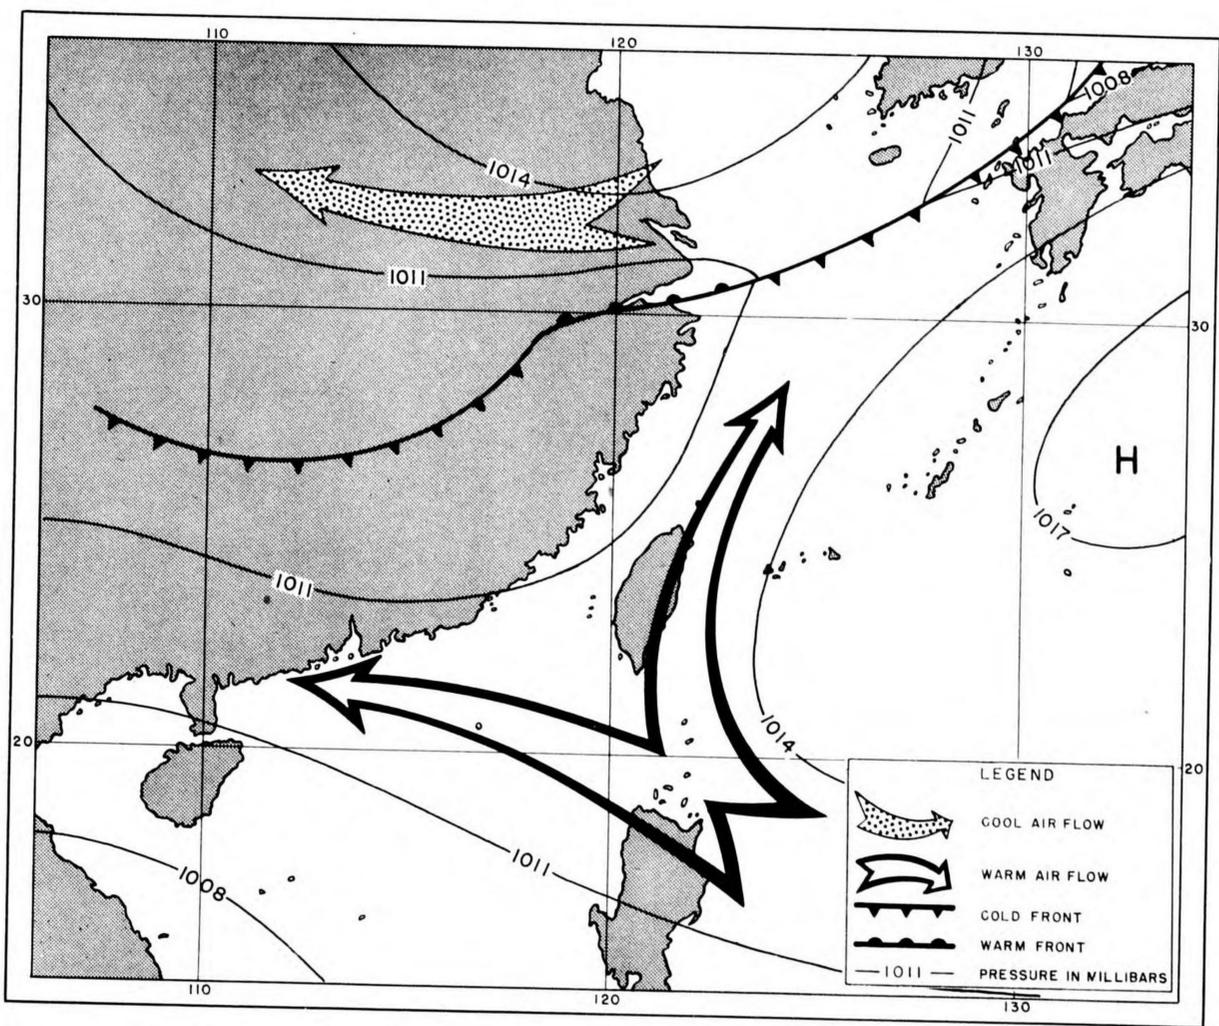 110 120 130
1008
1011
1011
1014
1011
30 30
H
1017
1011
1014
20 20
1011
1008
LEGEND
COOL AIR FLOW
WARM AIR FLOW
COLD FRONT
WARM FRONT
1011 PRESSURE IN MILLIBARS
110 120 130